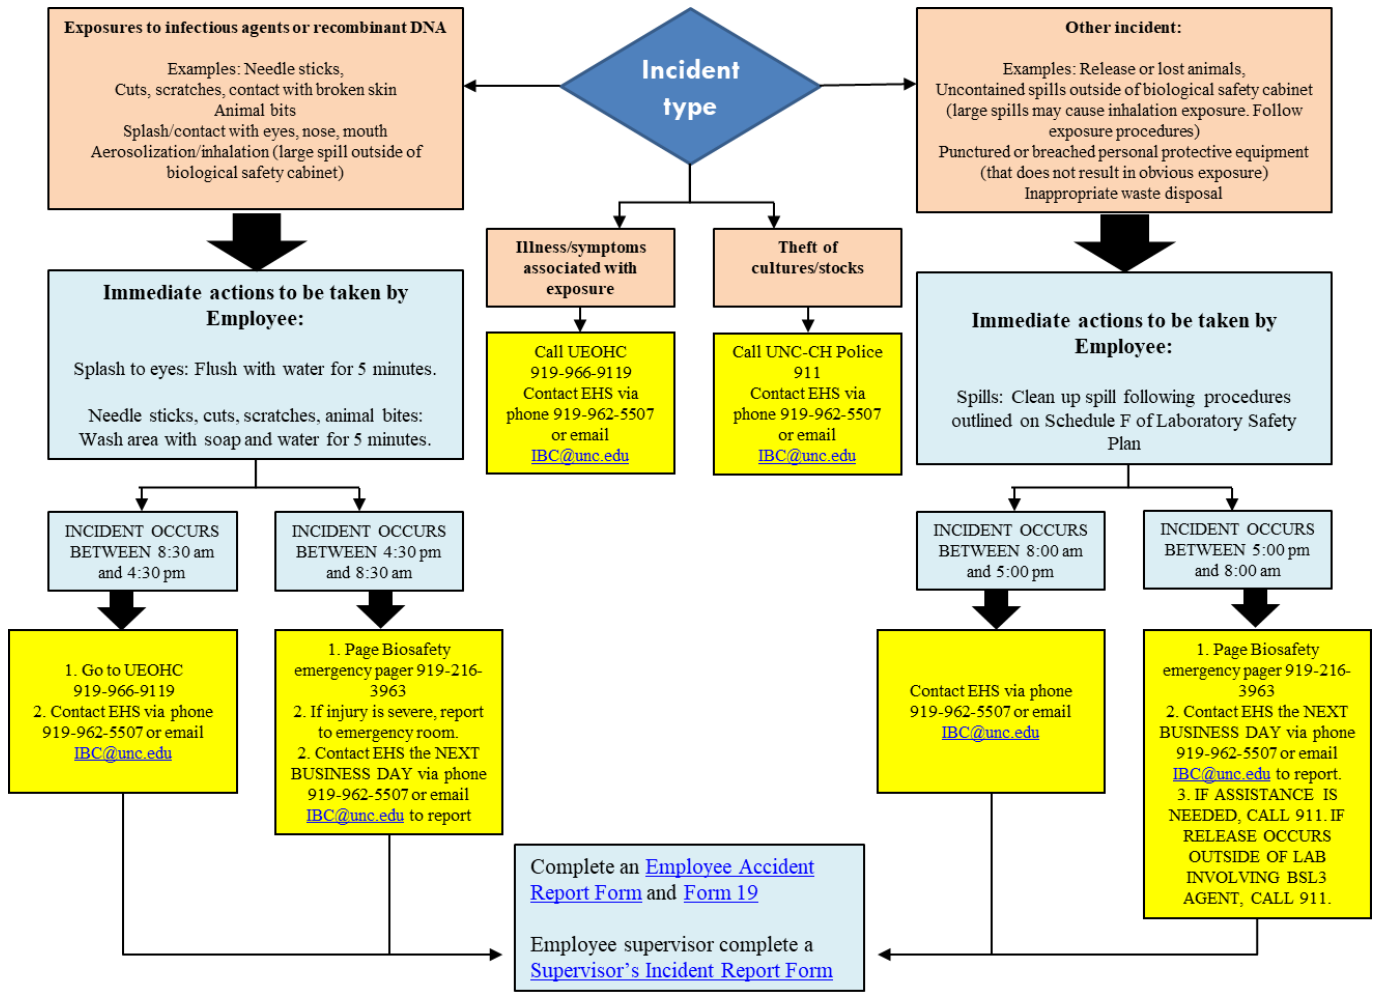 Exposures to infectious agents or recombinant DNA
Examples: Needle sticks,
Cuts, scratches, contact with broken skin
Animal bits
Splash/contact with eyes, nose, mouth
Aerosolization/inhalation (large spill outside of
biological safety cabinet)
Incident
type
Other incident:
Examples: Release or lost animals,
Uncontained spills outside of biological safety cabinet
(large spills may cause inhalation exposure. Follow
exposure procedures)
Punctured or breached personal protective equipment
(that does not result in obvious exposure)
Inappropriate waste disposal
Illness/symptoms
associated with
exposure
Theft of
cultures/stocks
Immediate actions to be taken by
Employee:
Splash to eyes: Flush with water for 5 minutes.
Needle sticks, cuts, scratches, animal bites:
Wash area with soap and water for 5 minutes.
Call UEOHC
919-966-9119
Contact EHS via
phone 919-962-5507
or email
IBC@unc.edu
Call UNC-CH Police
911
Contact EHS via
phone 919-962-5507
or email
IBC@unc.edu
Immediate actions to be taken by
Employee:
Spills: Clean up spill following procedures
outlined on Schedule F of Laboratory Safety
Plan
INCIDENT OCCURS
BETWEEN 8:30 am
and 4:30 pm
INCIDENT OCCURS
BETWEEN 4:30 pm
and 8:30 am
INCIDENT OCCURS
BETWEEN 8:00 am
and 5:00 pm
INCIDENT OCCURS
BETWEEN 5:00 pm
and 8:00 am
1. Go to UEOHC
919-966-9119
2. Contact EHS via phone
919-962-5507 or email
IBC@unc.edu
1. Page Biosafety
emergency pager 919-216-
3963
2. If injury is severe, report
to emergency room.
2. Contact EHS the NEXT
BUSINESS DAY via phone
919-962-5507 or email
IBC@unc.edu to report
Contact EHS via phone
919-962-5507 or email
IBC@unc.edu
1. Page Biosafety
emergency pager 919-216-
3963
2. Contact EHS the NEXT
BUSINESS DAY via phone
919-962-5507 or email
IBC@unc.edu to report.
3. IF ASSISTANCE IS
NEEDED, CALL 911. IF
RELEASE OCCURS
OUTSIDE OF LAB
INVOLVING BSL3
AGENT, CALL 911.
Complete an Employee Accident
Report Form and Form 19
Employee supervisor complete a
Supervisor's Incident Report Form